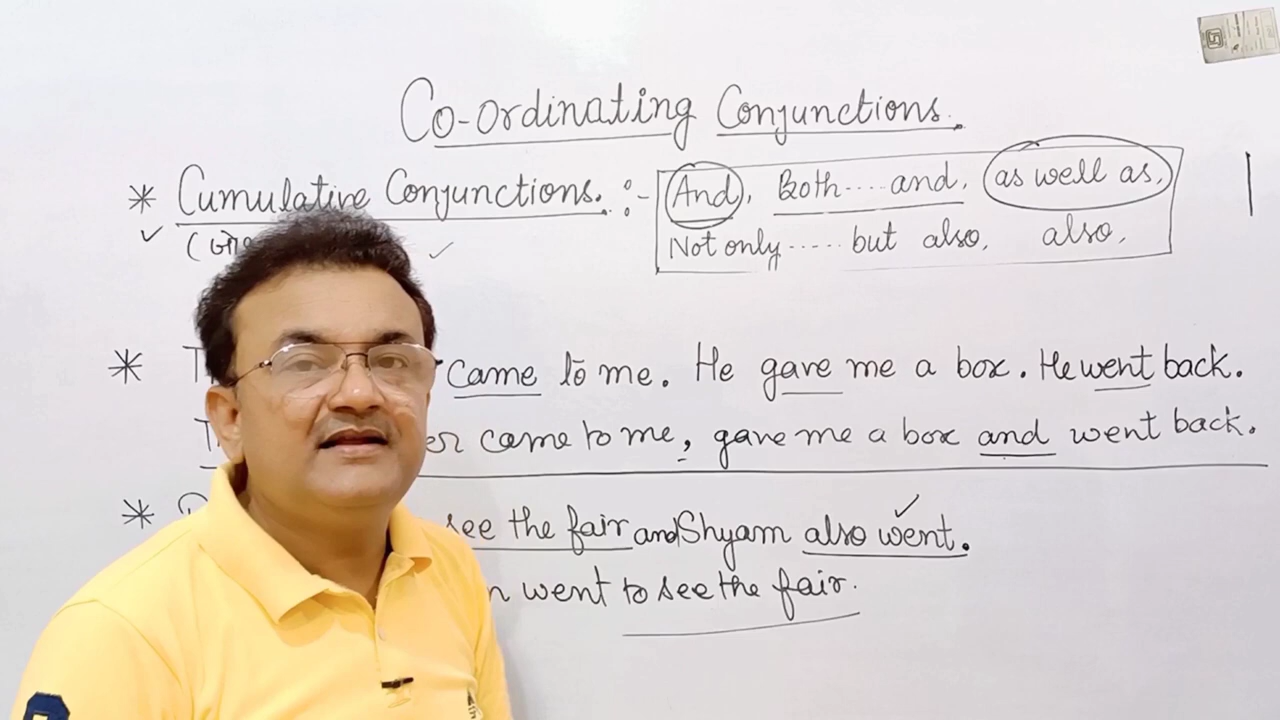 Co-ordinating Conjunctions.
* Cumulative Conjunctions. :- And, Both....and, as well as,
Not only ...... but also, also,
* came to me. He gave me a box. He went back.
came to me, gave me a box and went back.
* see the fair and Shyam also went.
went to see the fair.